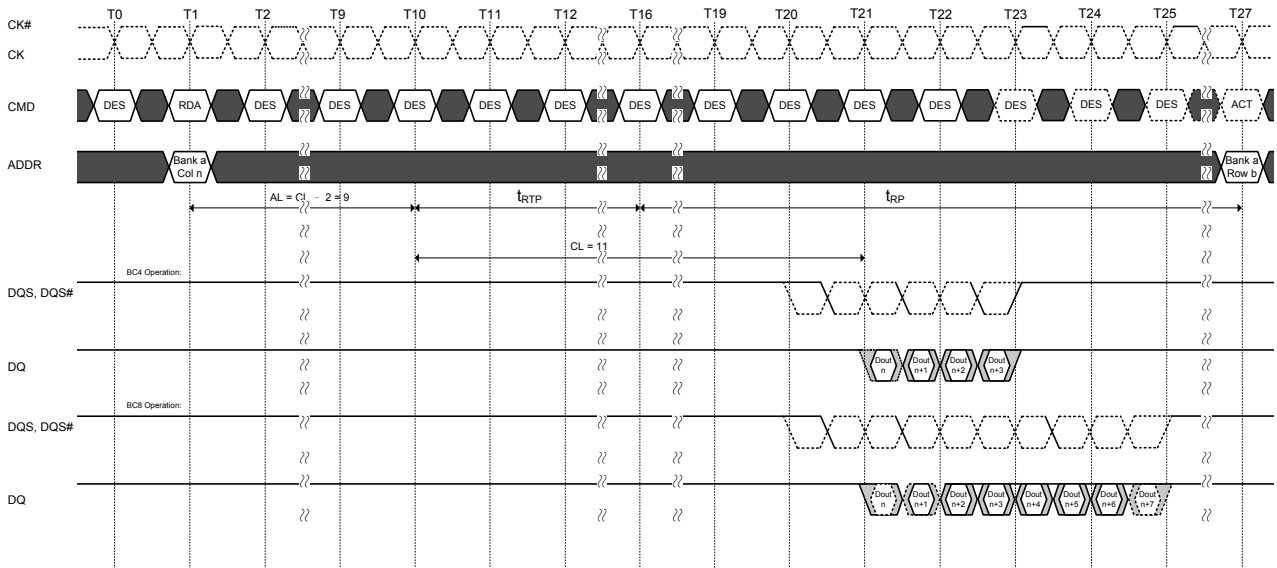 T0 T1 T2 T9 T10 T11 T12 T16 T19 T20 T21 T22 T23 T24 T25 T27
CK#
CK
CMD DES RDA DES DES DES DES DES DES DES DES DES DES DES DES DES ACT
ADDR Bank a Bank a
Col n Row b
AL = CL - 2 = 9 tRTP tRP
CL = 11
BC4 Operation:
DQS, DQS#
DQ Dout Dout Dout Dout
n n+1 n+2 n+3
BC8 Operation:
DQS, DQS#
DQ Dout Dout Dout Dout Dout Dout Dout Dout
n n+1 n+2 n+3 n+4 n+5 n+6 n+7